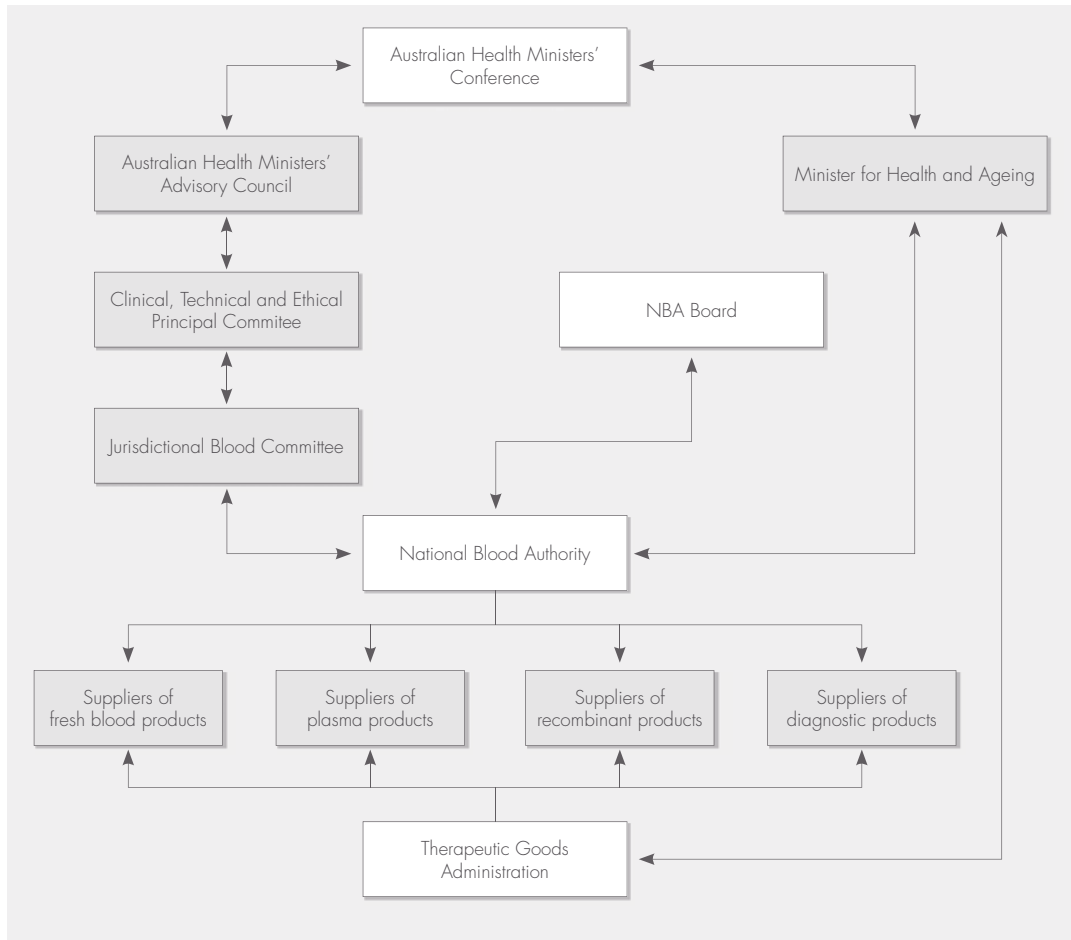 Australian Health Ministers'
Conference
Australian Health Ministers'
Advisory Council
Minister for Health and Ageing
Clinical, Technical and Ethical
Principal Commitee
NBA Board
Jurisdictional Blood Committee
National Blood Authority
Suppliers of
fresh blood products
Suppliers of
plasma products
Suppliers of
recombinant products
Suppliers of
diagnostic products
Therapeutic Goods
Administration